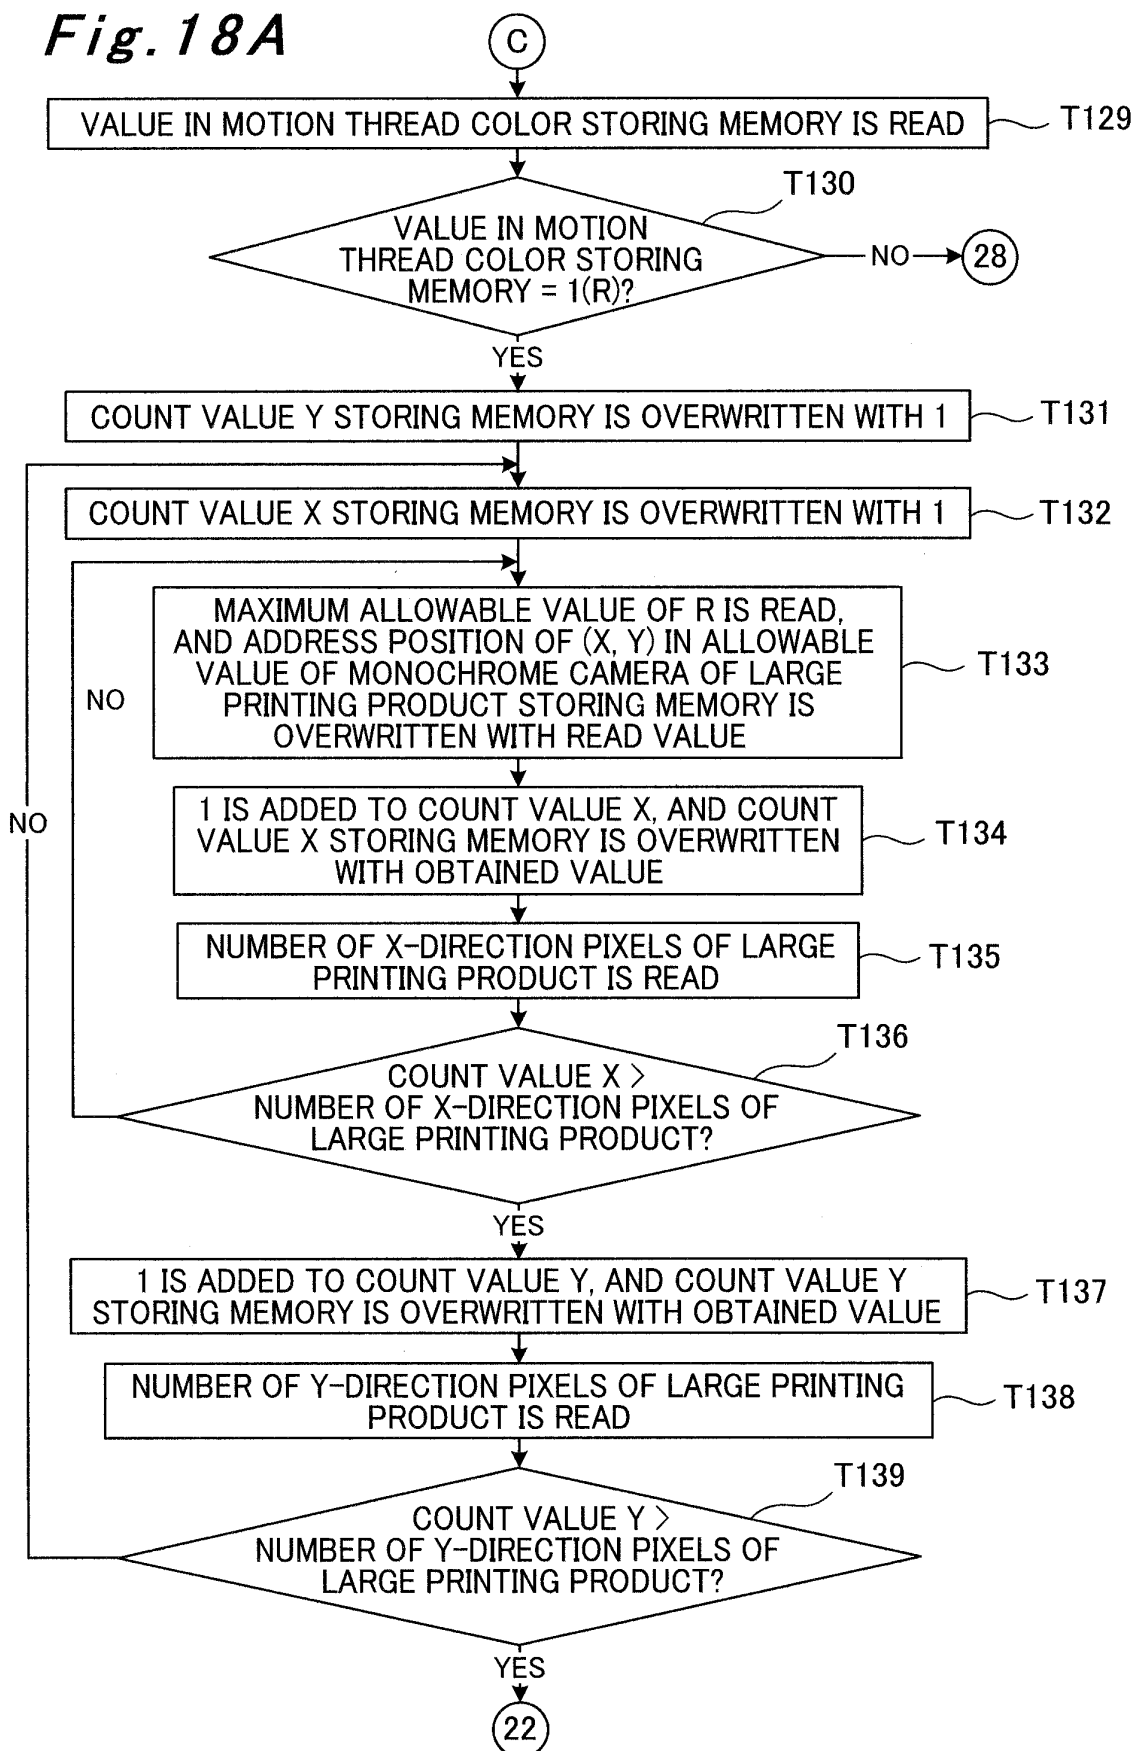 Fig. 18A
C
VALUE IN MOTION THREAD COLOR STORING MEMORY IS READ
T129
T130
VALUE IN MOTION
THREAD COLOR STORING
MEMORY = 1(R)?
NO
28
YES
COUNT VALUE Y STORING MEMORY IS OVERWRITTEN WITH 1
T131
COUNT VALUE X STORING MEMORY IS OVERWRITTEN WITH 1
T132
MAXIMUM ALLOWABLE VALUE OF R IS READ,
AND ADDRESS POSITION OF (X, Y) IN ALLOWABLE
VALUE OF MONOCHROME CAMERA OF LARGE
PRINTING PRODUCT STORING MEMORY IS
OVERWRITTEN WITH READ VALUE
T133
NO
1 IS ADDED TO COUNT VALUE X, AND COUNT
VALUE X STORING MEMORY IS OVERWRITTEN
WITH OBTAINED VALUE
T134
NO
NUMBER OF X-DIRECTION PIXELS OF LARGE
PRINTING PRODUCT IS READ
T135
T136
COUNT VALUE X >
NUMBER OF X-DIRECTION PIXELS OF
LARGE PRINTING PRODUCT?
YES
1 IS ADDED TO COUNT VALUE Y, AND COUNT VALUE Y
STORING MEMORY IS OVERWRITTEN WITH OBTAINED VALUE
T137
NUMBER OF Y-DIRECTION PIXELS OF LARGE PRINTING
PRODUCT IS READ
T138
T139
COUNT VALUE Y >
NUMBER OF Y-DIRECTION PIXELS OF
LARGE PRINTING PRODUCT?
YES
22